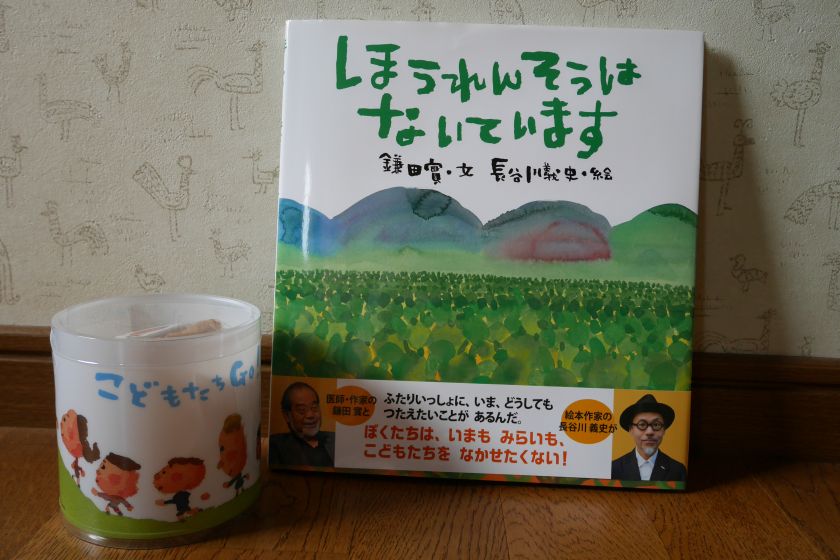 ほうれんそうは
ないています
鎌田實・文 長谷川義史・絵
医師・作家の
鎌田 實と
ふたりいっしょに、いま、どうしても
つたえたいことが あるんだ。
ぼくたちは、いまも みらいも、
こどもたちを なかせたくない!
絵本作家の
長谷川 義史が
こどもたちGO!